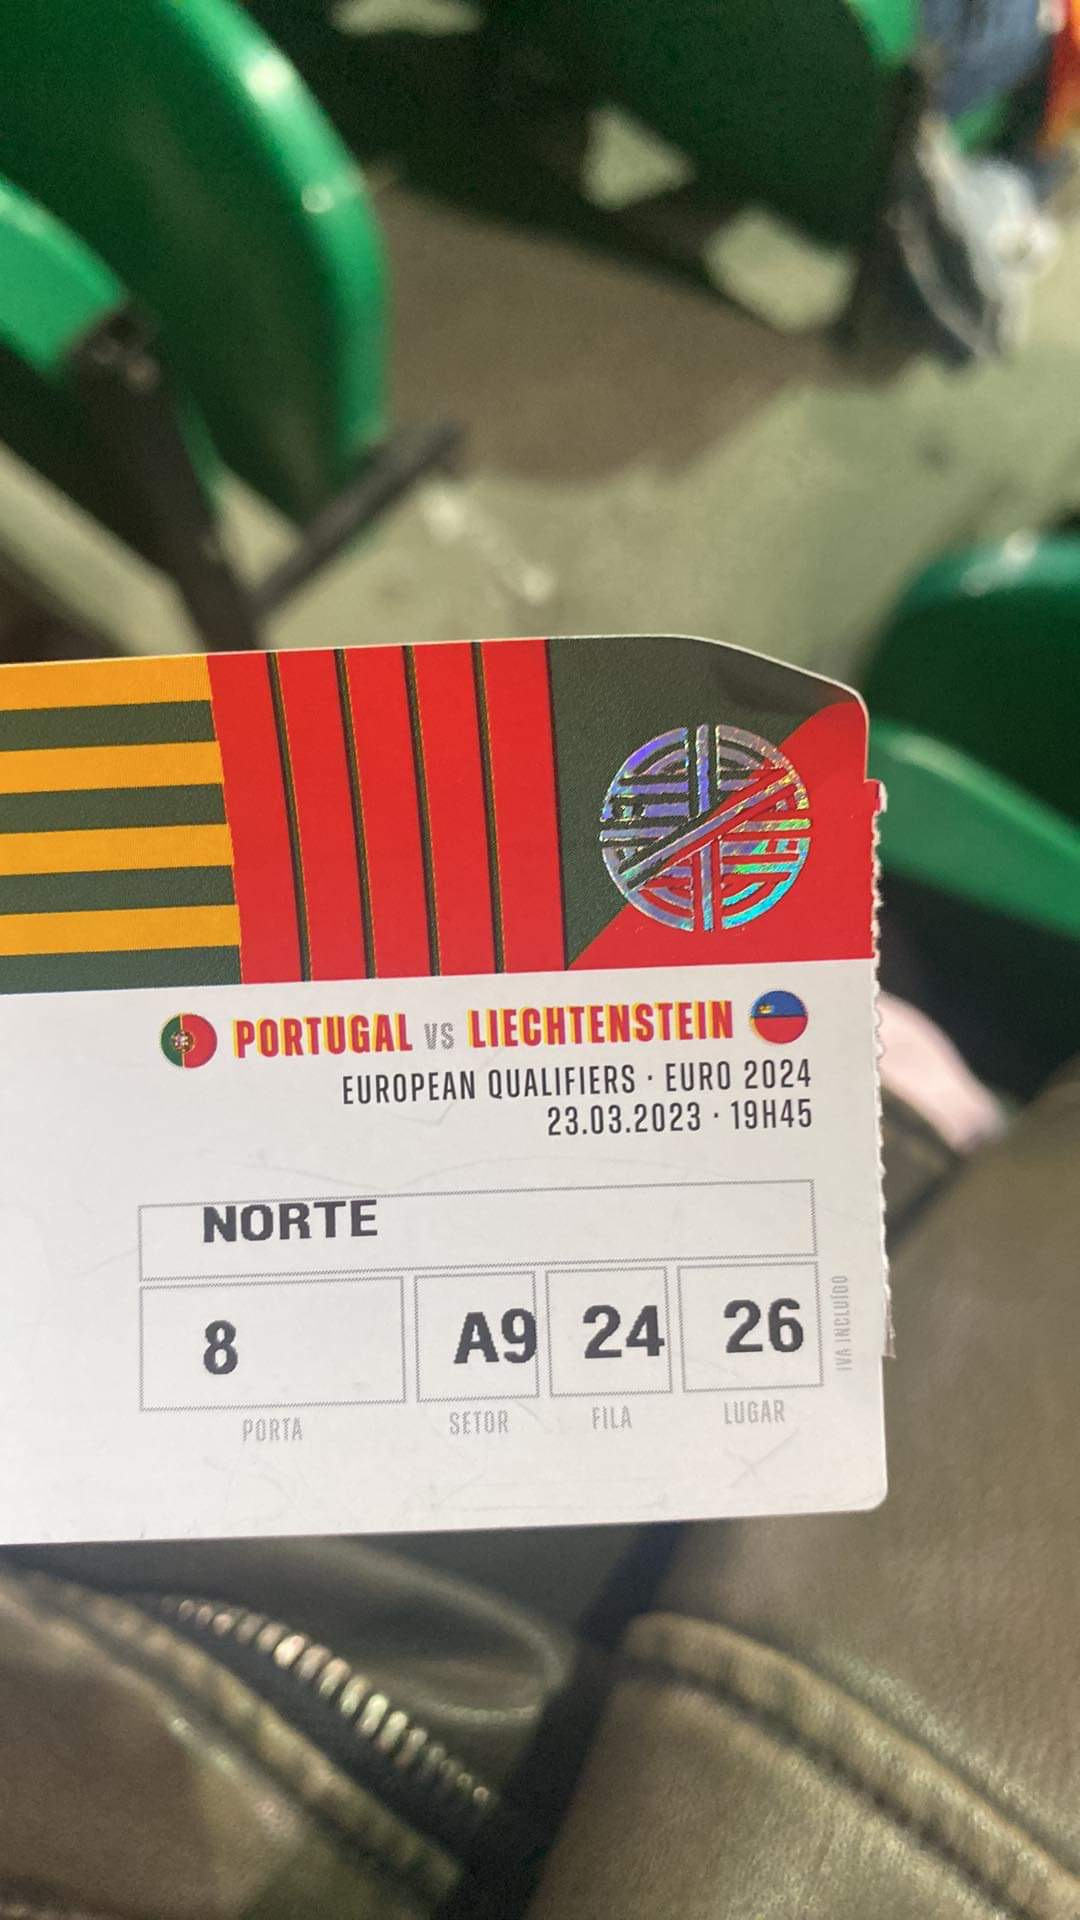 PORTUGAL VS LIECHTENSTEIN
EUROPEAN QUALIFIERS · EURO 2024
23.03.2023 · 19H45
NORTE
8 A9 24 26
PORTA SETOR FILA LUGAR
IVA INCLUÍDO